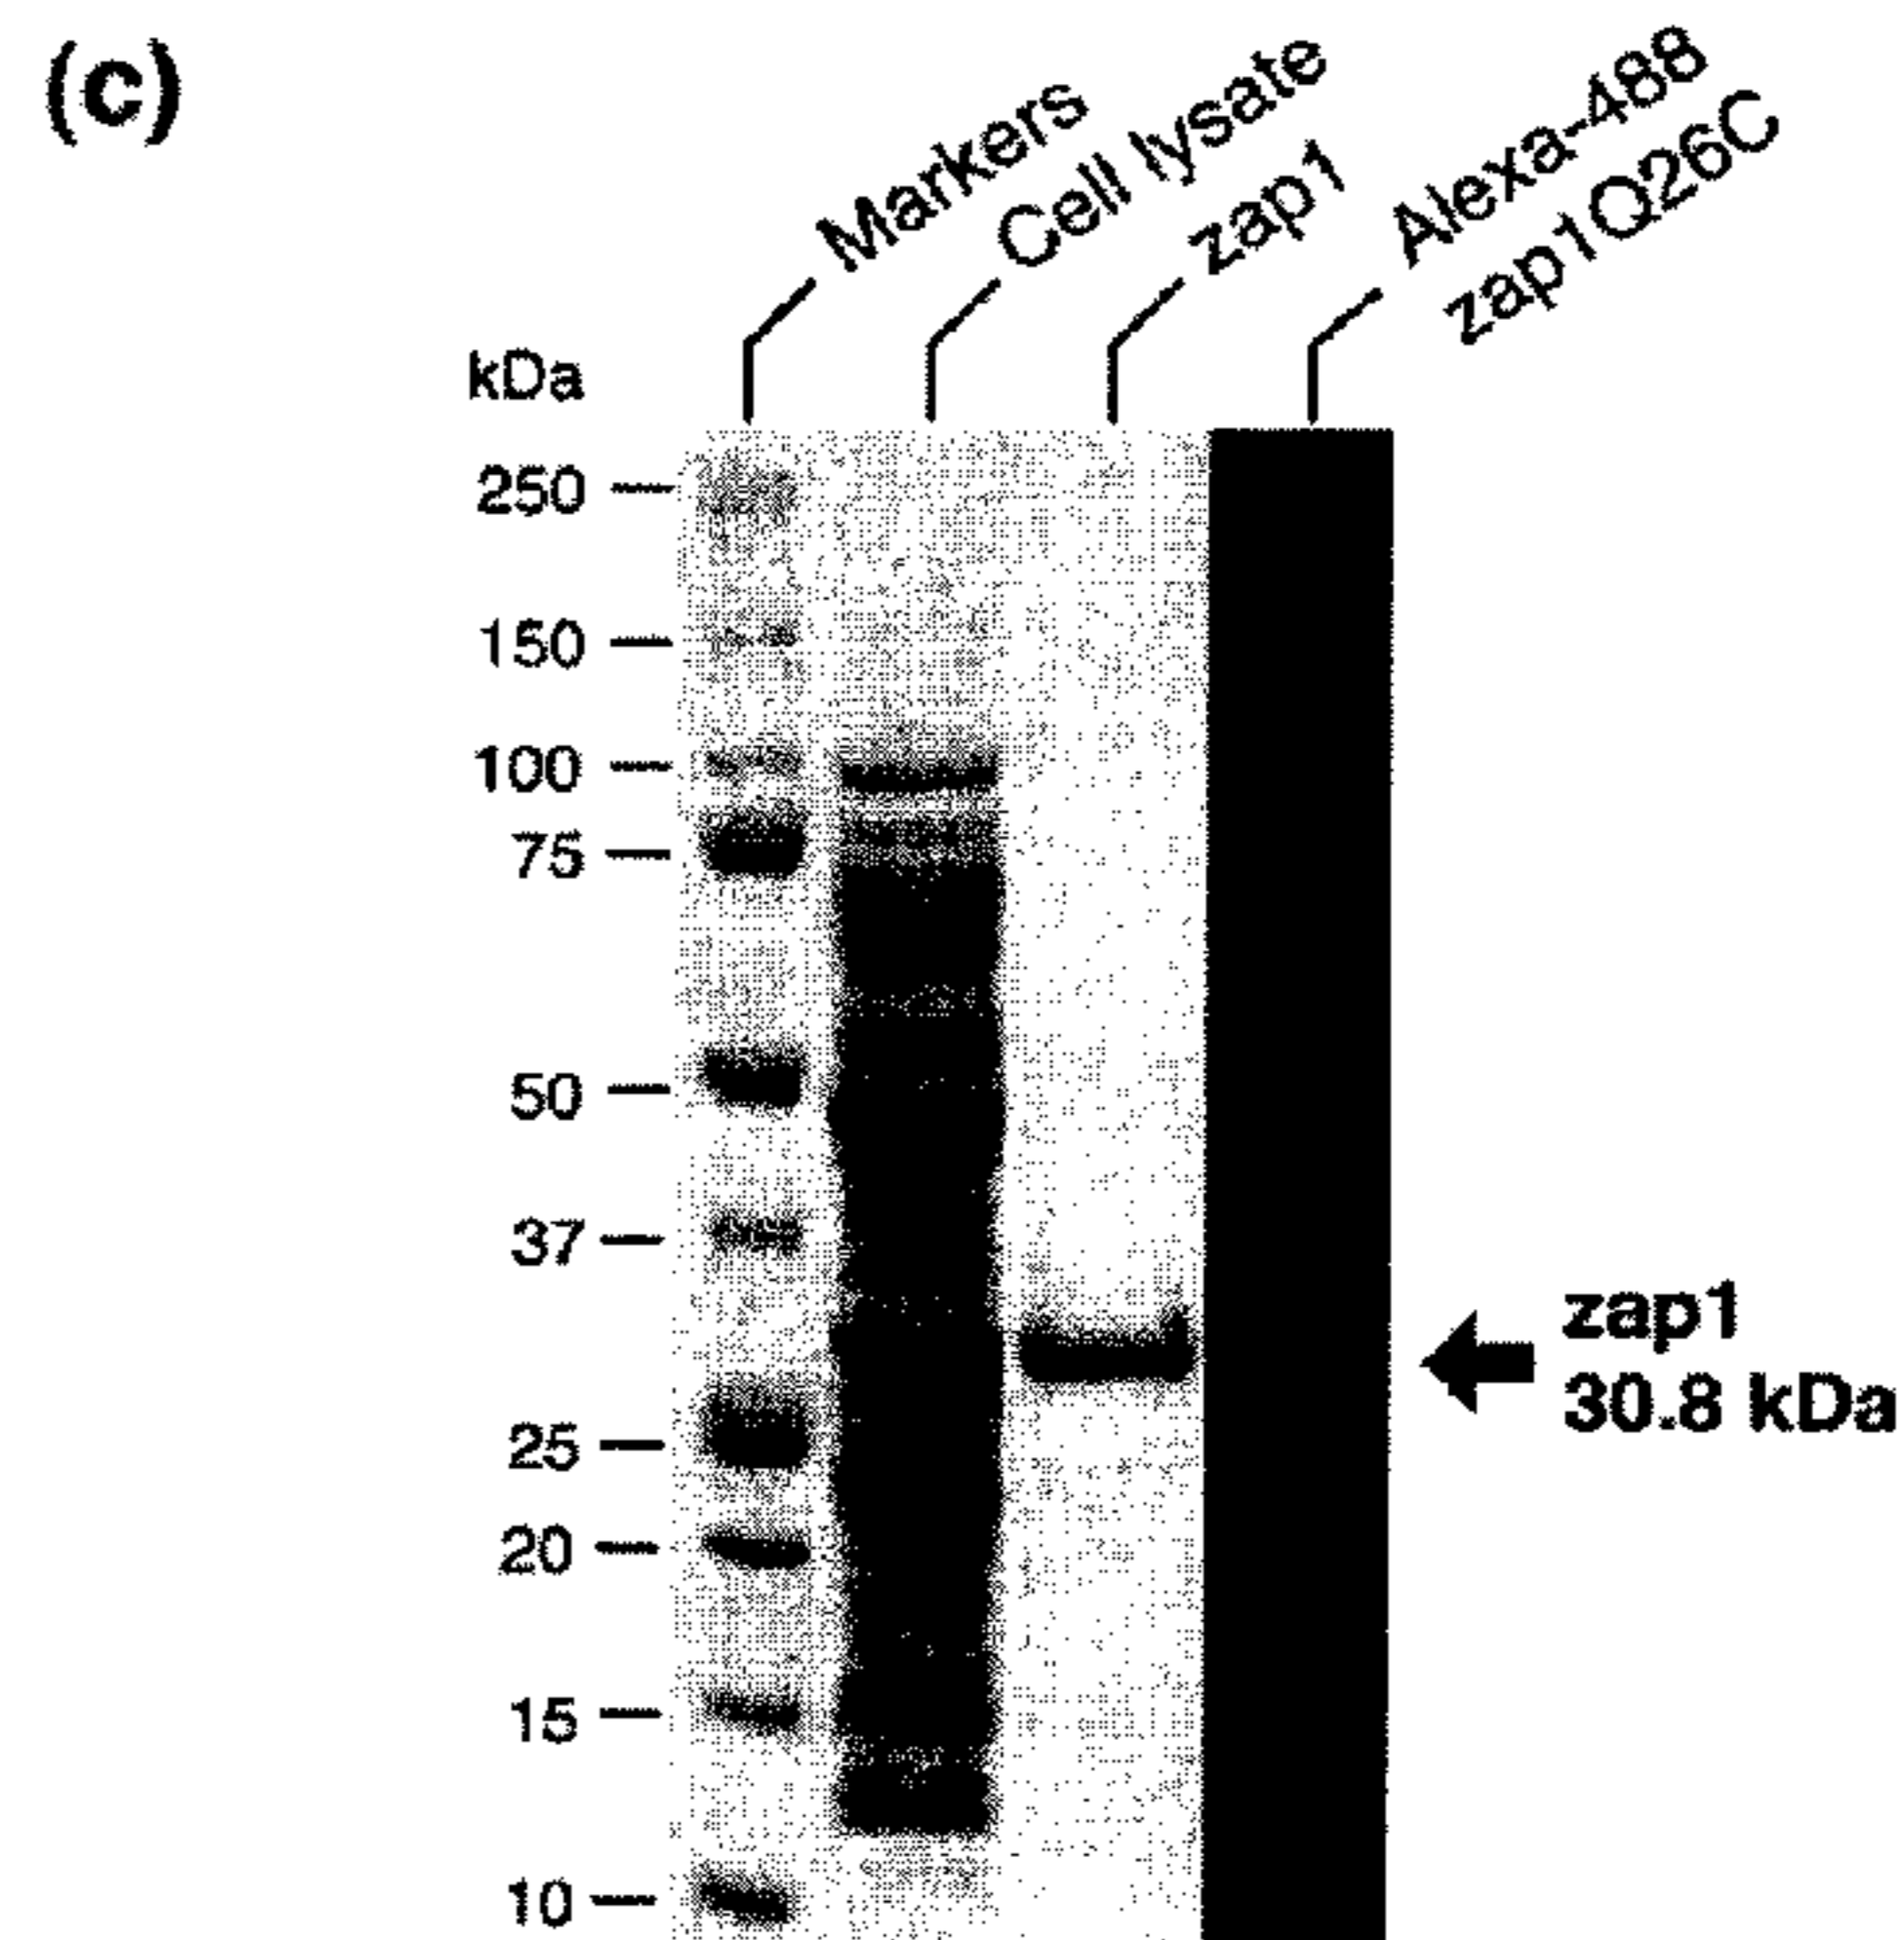 (c)
Markers
Cell lysate
zap1
Alexa-488
zap1Q26C
kDa
250
150
100
75
50
37
25
20
15
10
zap1
30.8 kDa